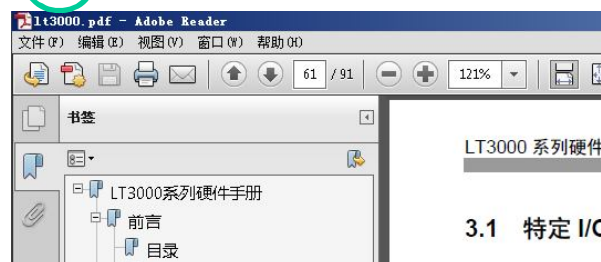 lt3000.pdf - Adobe Reader
文件(F) 编辑(E) 视图(V) 窗口(W) 帮助(H)
61 / 91 121%
书签
LT3000系列硬件手册
前言
目录
LT3000 系列硬件
3.1 特定 I/O